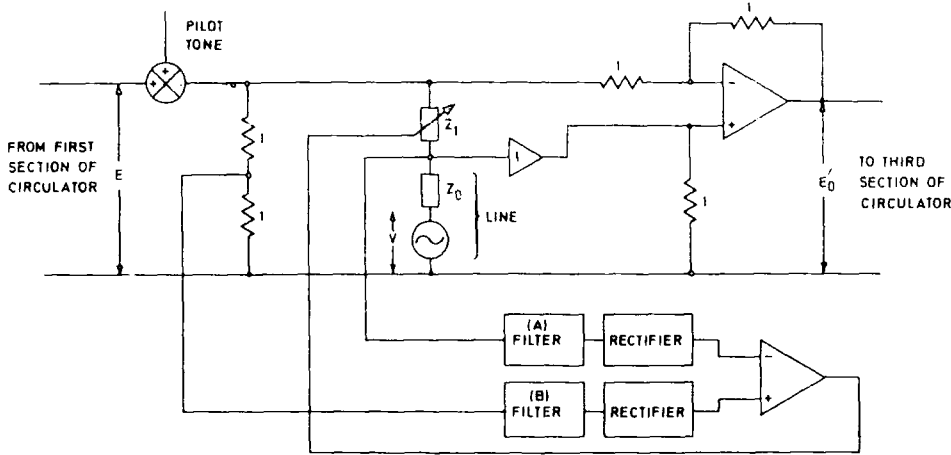 PILOT
TONE
1
1
+
+
-
FROM FIRST
SECTION OF
CIRCULATOR
E
1
1
Z₁
1
+
Z₀
LINE
V
1
E₀'
TO THIRD
SECTION OF
CIRCULATOR
(A)
FILTER
RECTIFIER
-
(B)
FILTER
RECTIFIER
+